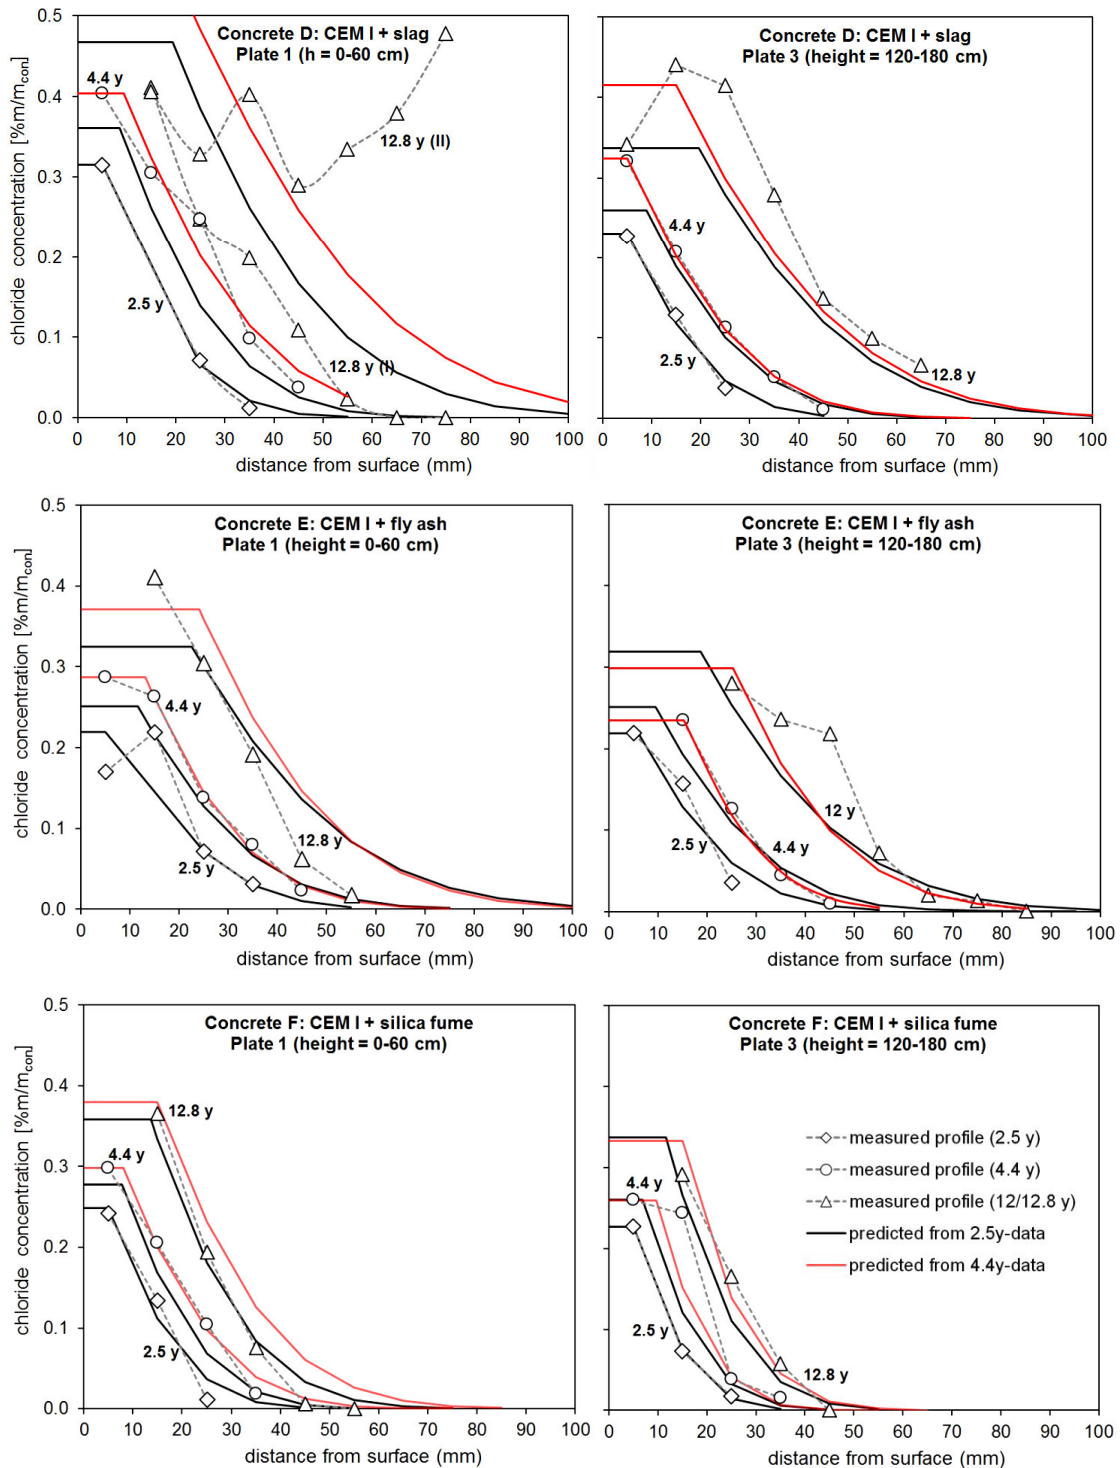 Concrete D: CEM I + slag
Plate 1 (h = 0-60 cm)
chloride concentration [%m/m_con]
0.5
0.4
0.3
0.2
0.1
0.0
4.4 y
2.5 y
12.8 y (II)
12.8 y (I)
0 10 20 30 40 50 60 70 80 90 100
distance from surface (mm)
Concrete D: CEM I + slag
Plate 3 (height = 120-180 cm)
4.4 y
2.5 y
12.8 y
0 10 20 30 40 50 60 70 80 90 100
distance from surface (mm)
Concrete E: CEM I + fly ash
Plate 1 (height = 0-60 cm)
chloride concentration [%m/m_con]
0.5
0.4
0.3
0.2
0.1
0.0
4.4 y
2.5 y
12.8 y
0 10 20 30 40 50 60 70 80 90 100
distance from surface (mm)
Concrete E: CEM I + fly ash
Plate 3 (height = 120-180 cm)
2.5 y
4.4 y
12 y
0 10 20 30 40 50 60 70 80 90 100
distance from surface (mm)
Concrete F: CEM I + silica fume
Plate 1 (height = 0-60 cm)
chloride concentration [%m/m_con]
0.5
0.4
0.3
0.2
0.1
0.0
12.8 y
4.4 y
2.5 y
0 10 20 30 40 50 60 70 80 90 100
distance from surface (mm)
Concrete F: CEM I + silica fume
Plate 3 (height = 120-180 cm)
4.4 y
2.5 y
12.8 y
measured profile (2.5 y)
measured profile (4.4 y)
measured profile (12/12.8 y)
predicted from 2.5y-data
predicted from 4.4y-data
0 10 20 30 40 50 60 70 80 90 100
distance from surface (mm)